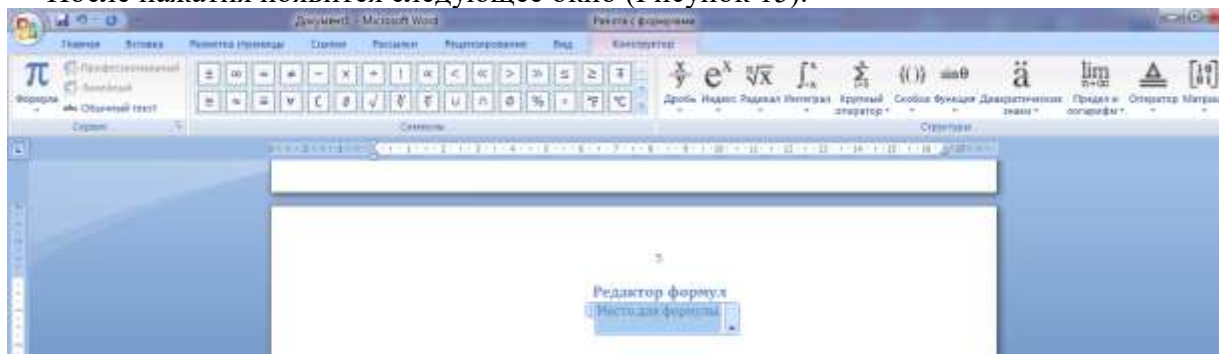 После нажатия появится следующее окно (Рисунок 13).
Документ1 - Microsoft Word
Работа с формулами
Главная Вставка Разметка страницы Ссылки Рассылки Рецензирование Вид Конструктор
π
Формула
Профессиональный
Линейный
abc Обычный текст
Сервис
± ∞ = ≠ ~ × ÷ ! ∝ < ≪ > ≫ ≤ ≥ ∓
≅ ≈ ≡ ∀ ∁ ∂ √ ∛ ∜ ∪ ∩ ∅ % ° ℉ ℃
Символы
Дробь Индекс Радикал Интеграл Крупный оператор Скобка Функция Диакритические знаки Предел и логарифм Оператор Матрица
Структуры
5
Редактор формул
Место для формулы.